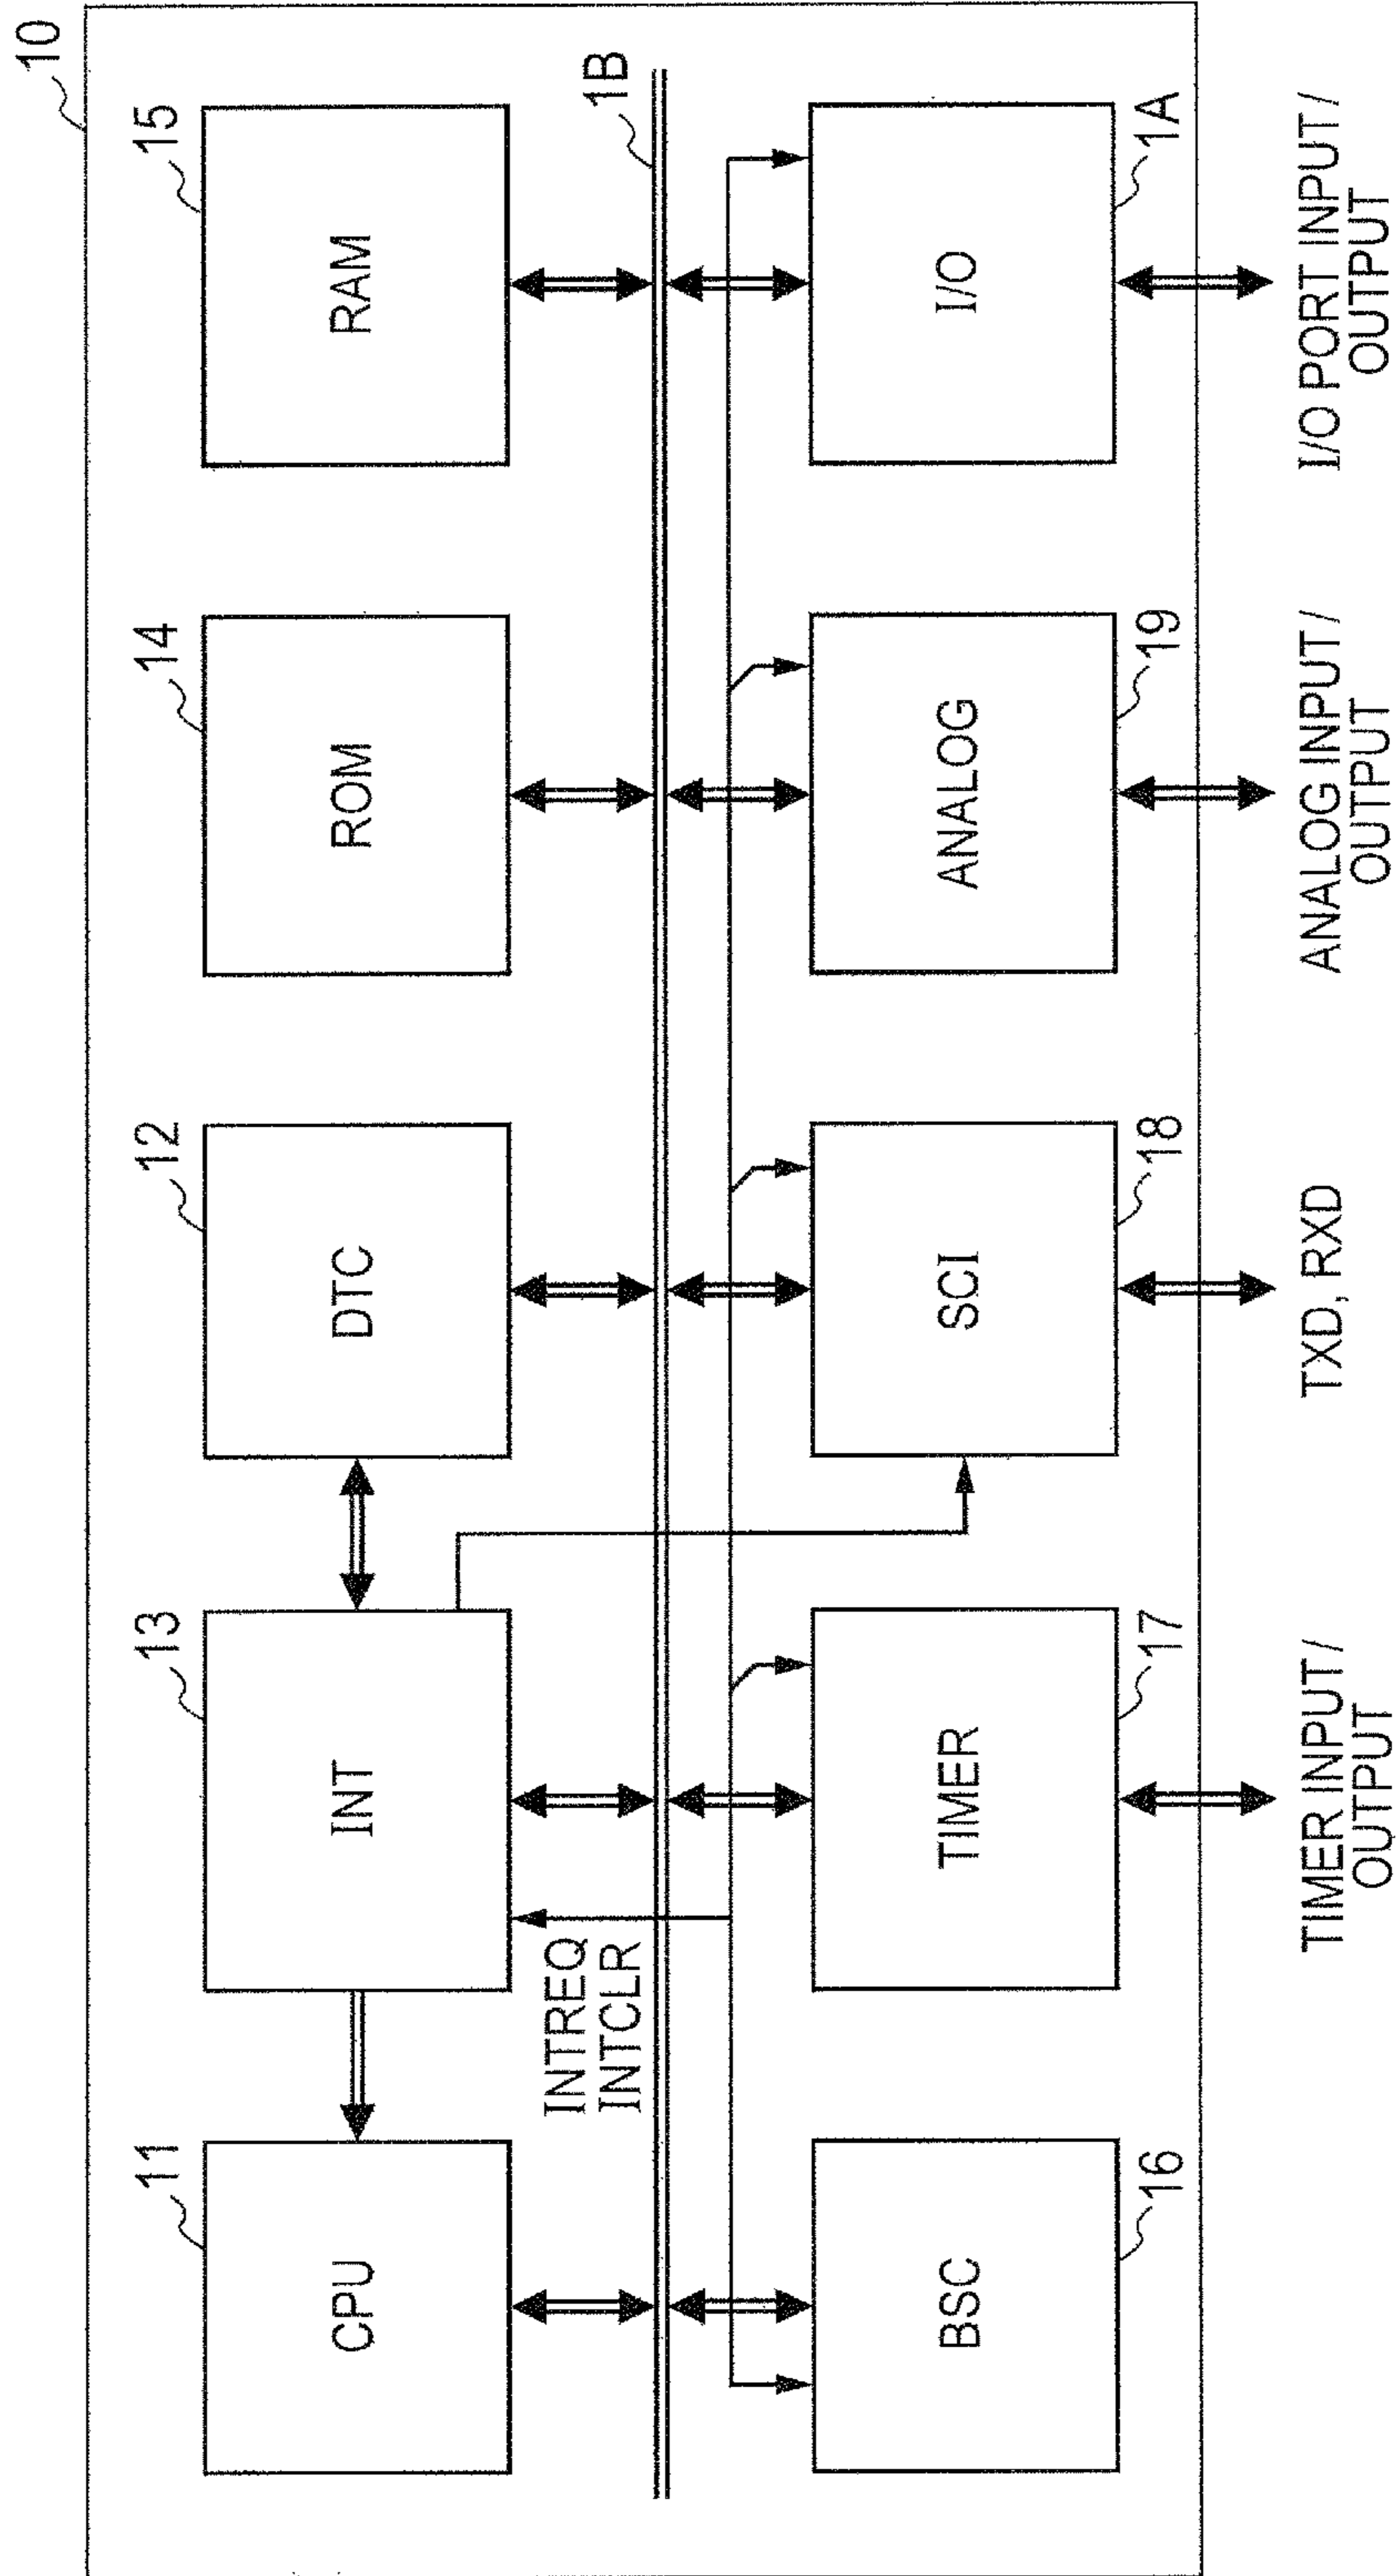 10
11
13
12
14
15
CPU
INT
DTC
ROM
RAM
INTREQ
INTCLR
1B
BSC
TIMER
SCI
ANALOG
I/O
16
17
18
19
1A
TIMER INPUT /
OUTPUT
TXD, RXD
ANALOG INPUT /
OUTPUT
I/O PORT INPUT /
OUTPUT